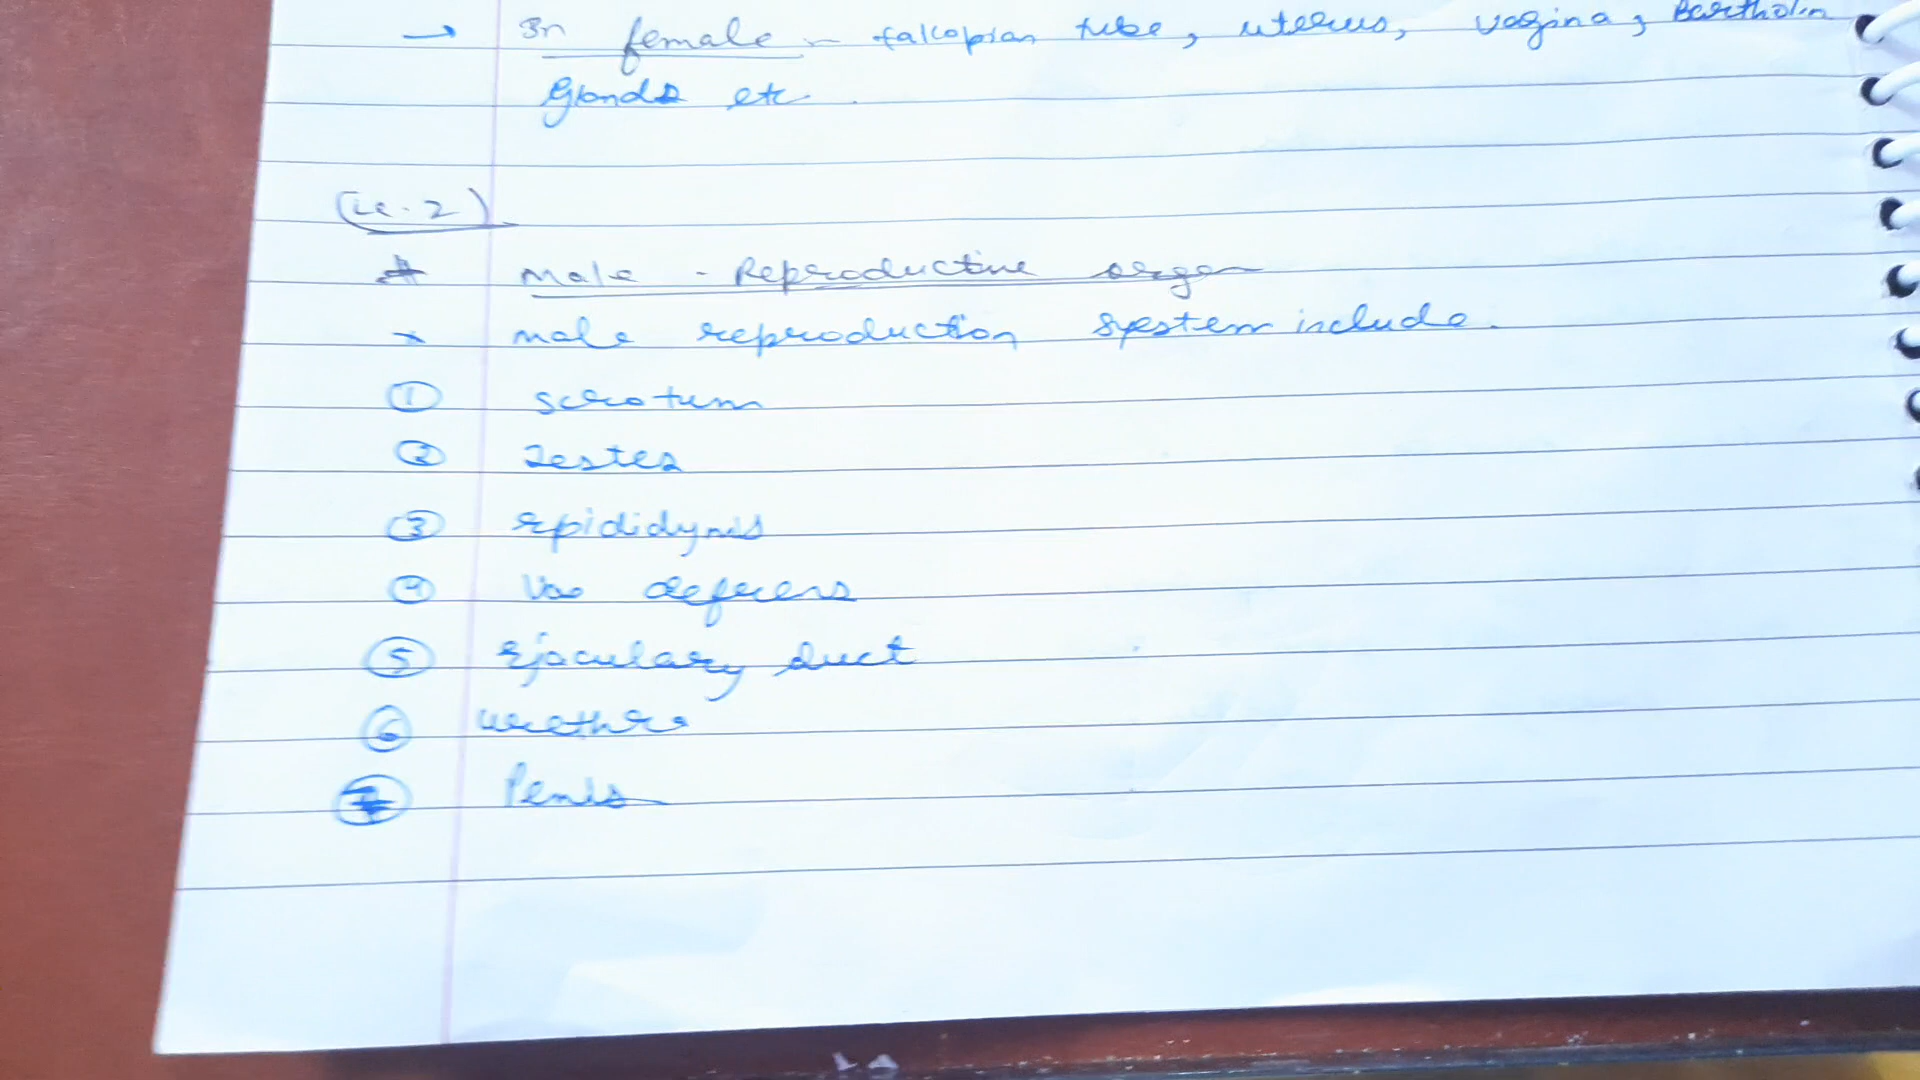 → In female - fallopian tube, uterus, vagina, Bartholin
Glands etc.
(Le.2)
# Male - Reproductive organ
× male reproduction system include.
① scrotum
② Testes
③ epididymis
④ Vas deferens
⑤ Ejaculary duct
⑥ urethra
⑦ Penis